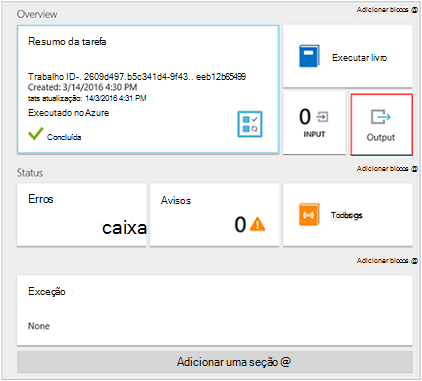 Overview
Adicionar blocos @
Resumo da tarefa
Trabalho ID-. 2609d497.b5c341d4-9f43.. eeb12b65499
Created: 3/14/2016 4:30 PM
tats atualização: 14/3/2016 4:31 PM
Executado no Azure
Concluída
Executar livro
0
INPUT
Output
Status
Adicionar blocos @
Erros
caixa
Avisos
0
Adicionar blocos @
Exceção
None
Adicionar uma seção @